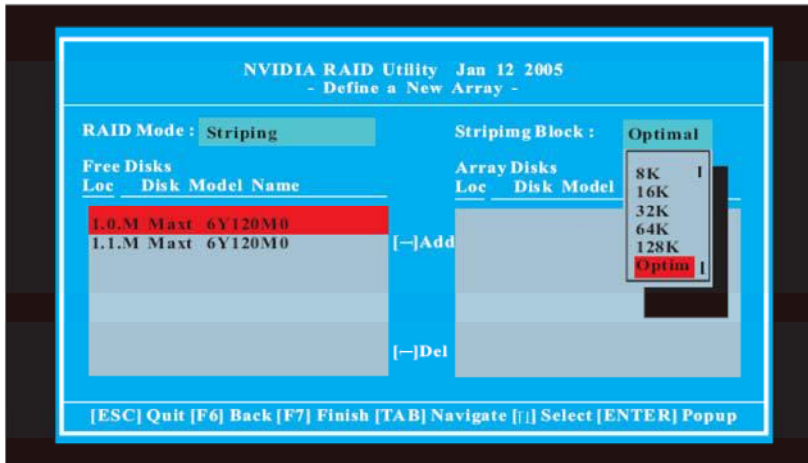 NVIDIA RAID Utility Jan 12 2005
- Define a New Array -
RAID Mode : Striping
Stripimg Block : Optimal
Free Disks
Loc Disk Model Name
Array Disks
Loc Disk Model
8K
16K
32K
64K
128K
Optim
1.0.M Maxt 6Y120M0
1.1.M Maxt 6Y120M0
[─]Add
[─]Del
[ESC] Quit [F6] Back [F7] Finish [TAB] Navigate [↑↓] Select [ENTER] Popup